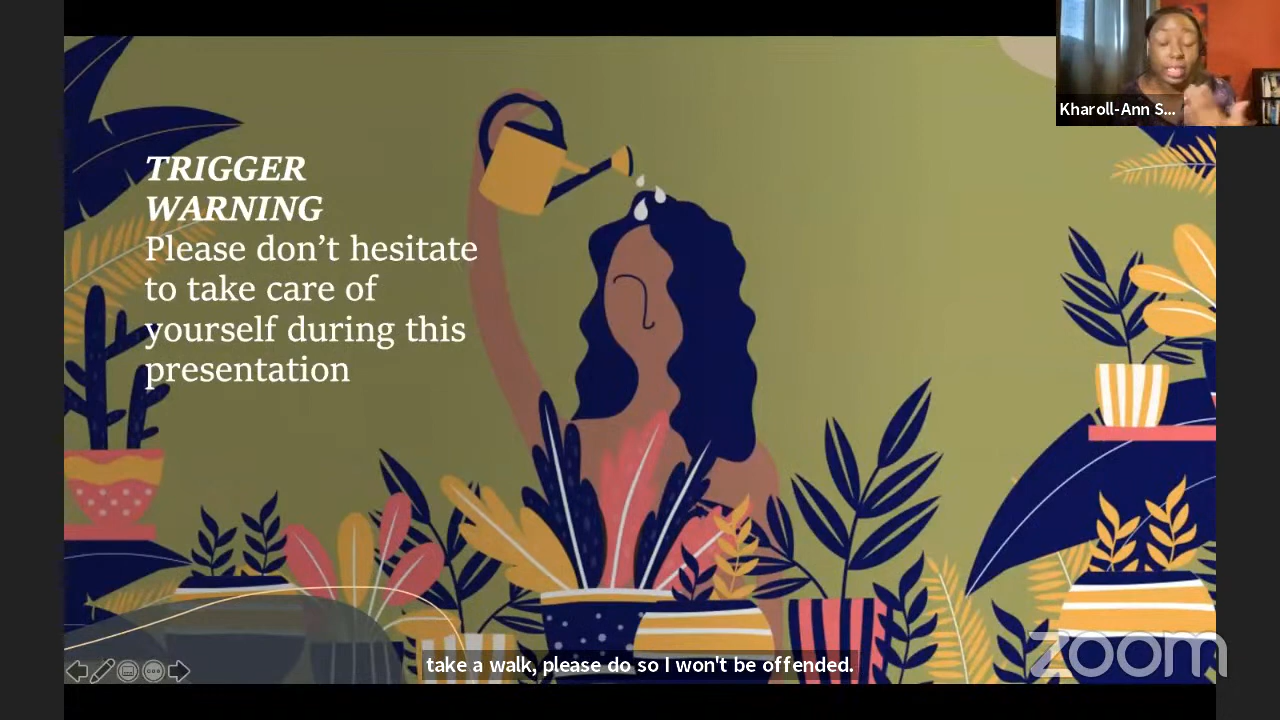 Kharoll-Ann S...
TRIGGER
WARNING
Please don’t hesitate
to take care of
yourself during this
presentation
take a walk, please do so I won't be offended.
zoom